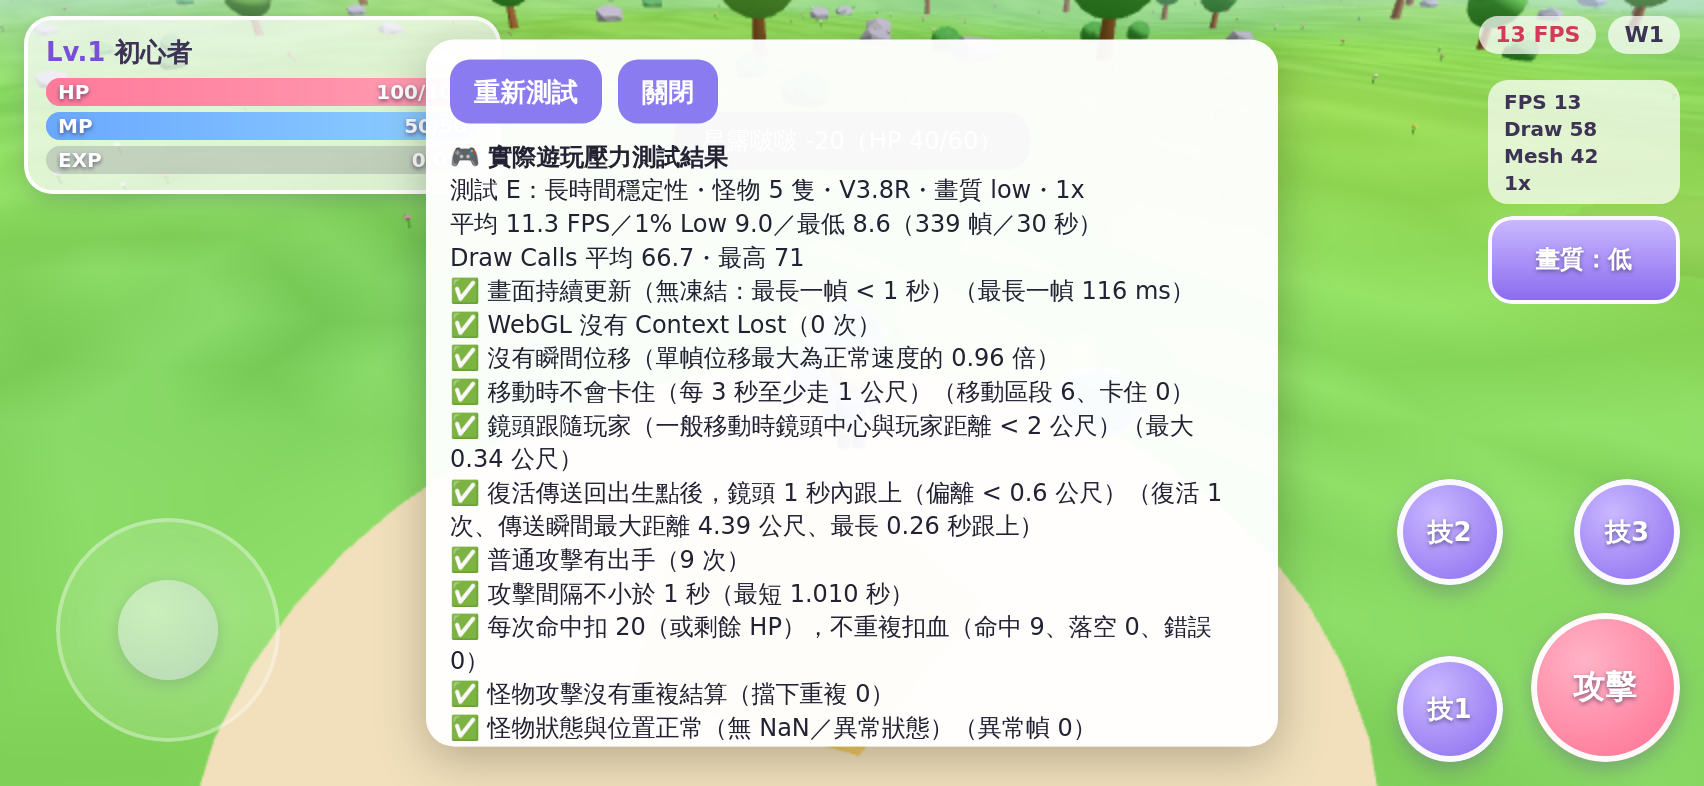 Lv.1 初心者
HP 100/
MP 50/50
EXP 0
重新測試
關閉
星露啵啵 -20（HP 40/60）
🎮 實際遊玩壓力測試結果
測試 E：長時間穩定性・怪物 5 隻・V3.8R・畫質 low・1x
平均 11.3 FPS／1% Low 9.0／最低 8.6（339 幀／30 秒）
Draw Calls 平均 66.7・最高 71
✅ 畫面持續更新（無凍結：最長一幀 < 1 秒）（最長一幀 116 ms）
✅ WebGL 沒有 Context Lost（0 次）
✅ 沒有瞬間位移（單幀位移最大為正常速度的 0.96 倍）
✅ 移動時不會卡住（每 3 秒至少走 1 公尺）（移動區段 6、卡住 0）
✅ 鏡頭跟隨玩家（一般移動時鏡頭中心與玩家距離 < 2 公尺）（最大
0.34 公尺）
✅ 復活傳送回出生點後，鏡頭 1 秒內跟上（偏離 < 0.6 公尺）（復活 1
次、傳送瞬間最大距離 4.39 公尺、最長 0.26 秒跟上）
✅ 普通攻擊有出手（9 次）
✅ 攻擊間隔不小於 1 秒（最短 1.010 秒）
✅ 每次命中扣 20（或剩餘 HP），不重複扣血（命中 9、落空 0、錯誤
0）
✅ 怪物攻擊沒有重複結算（擋下重複 0）
✅ 怪物狀態與位置正常（無 NaN／異常狀態）（異常幀 0）
13 FPS
W1
FPS 13
Draw 58
Mesh 42
1x
畫質：低
技2
技3
技1
攻擊